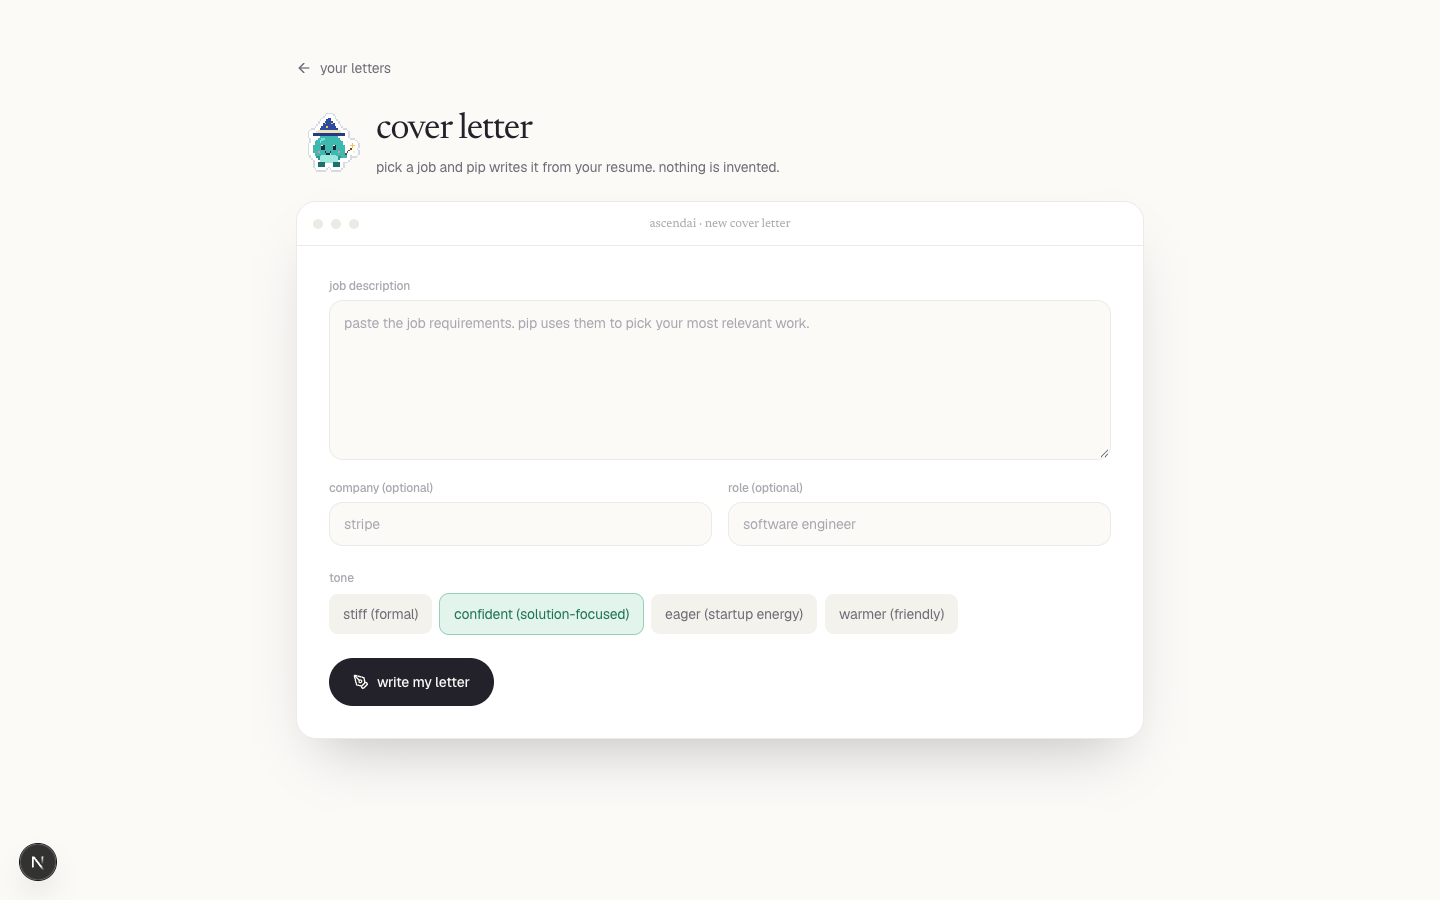 your letters
cover letter
pick a job and pip writes it from your resume. nothing is invented.
ascendai · new cover letter
job description
paste the job requirements. pip uses them to pick your most relevant work.
company (optional)
role (optional)
stripe
software engineer
tone
stiff (formal)
confident (solution-focused)
eager (startup energy)
warmer (friendly)
write my letter
N